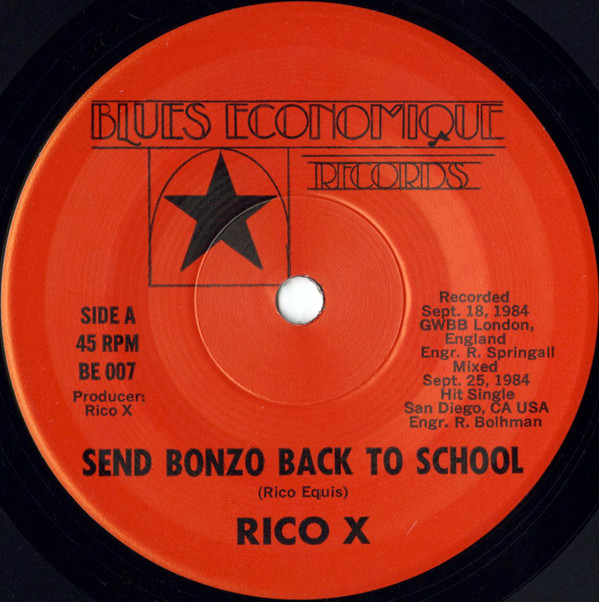 BLUES ECONOMIQUE
RECORDS
SIDE A
45 RPM
BE 007
Producer:
Rico X
Recorded
Sept. 18, 1984
GWBB London,
England
Engr. R. Springall
Mixed
Sept. 25, 1984
Hit Single
San Diego, CA USA
Engr. R. Bolhman
SEND BONZO BACK TO SCHOOL
(Rico Equis)
RICO X